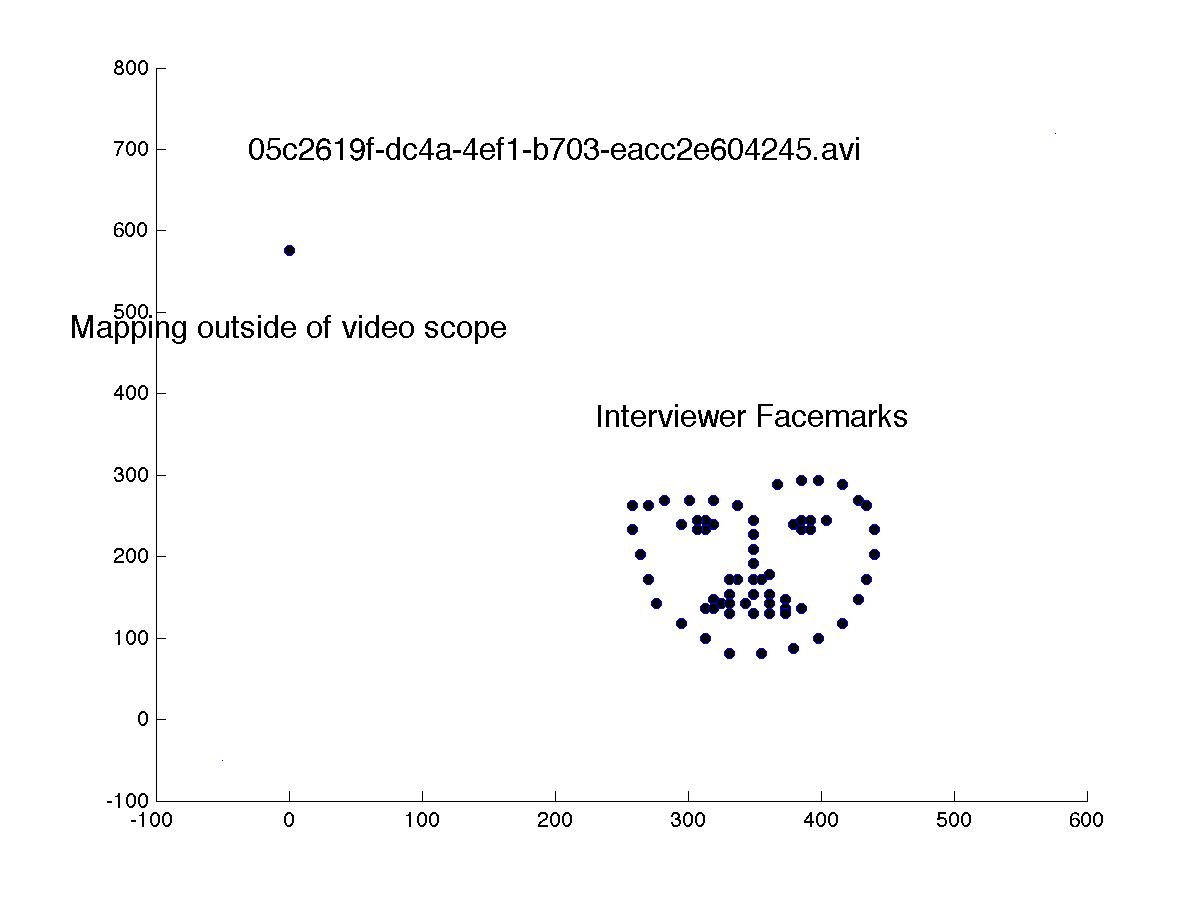 800
700
05c2619f-dc4a-4ef1-b703-eacc2e604245.avi
600
500
Mapping outside of video scope
400
Interviewer Facemarks
300
200
100
0
-100
-100 0 100 200 300 400 500 600